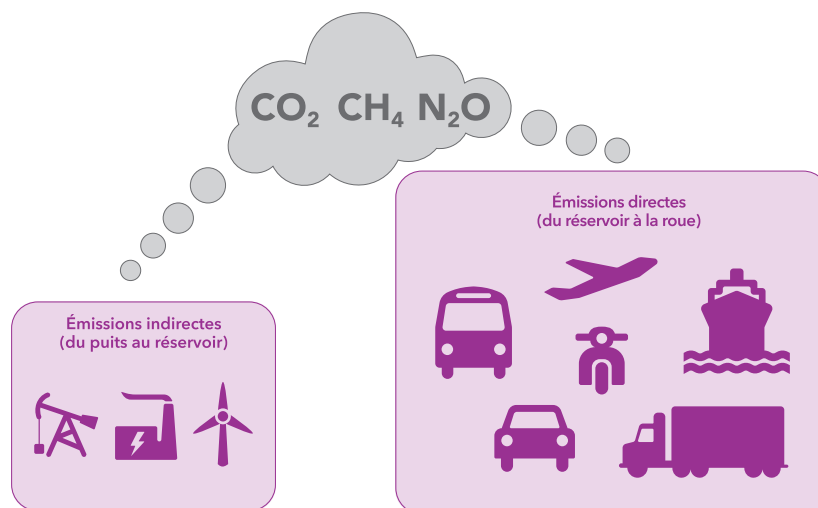 CO₂ CH₄ N₂O
Émissions directes
(du réservoir à la roue)
Émissions indirectes
(du puits au réservoir)